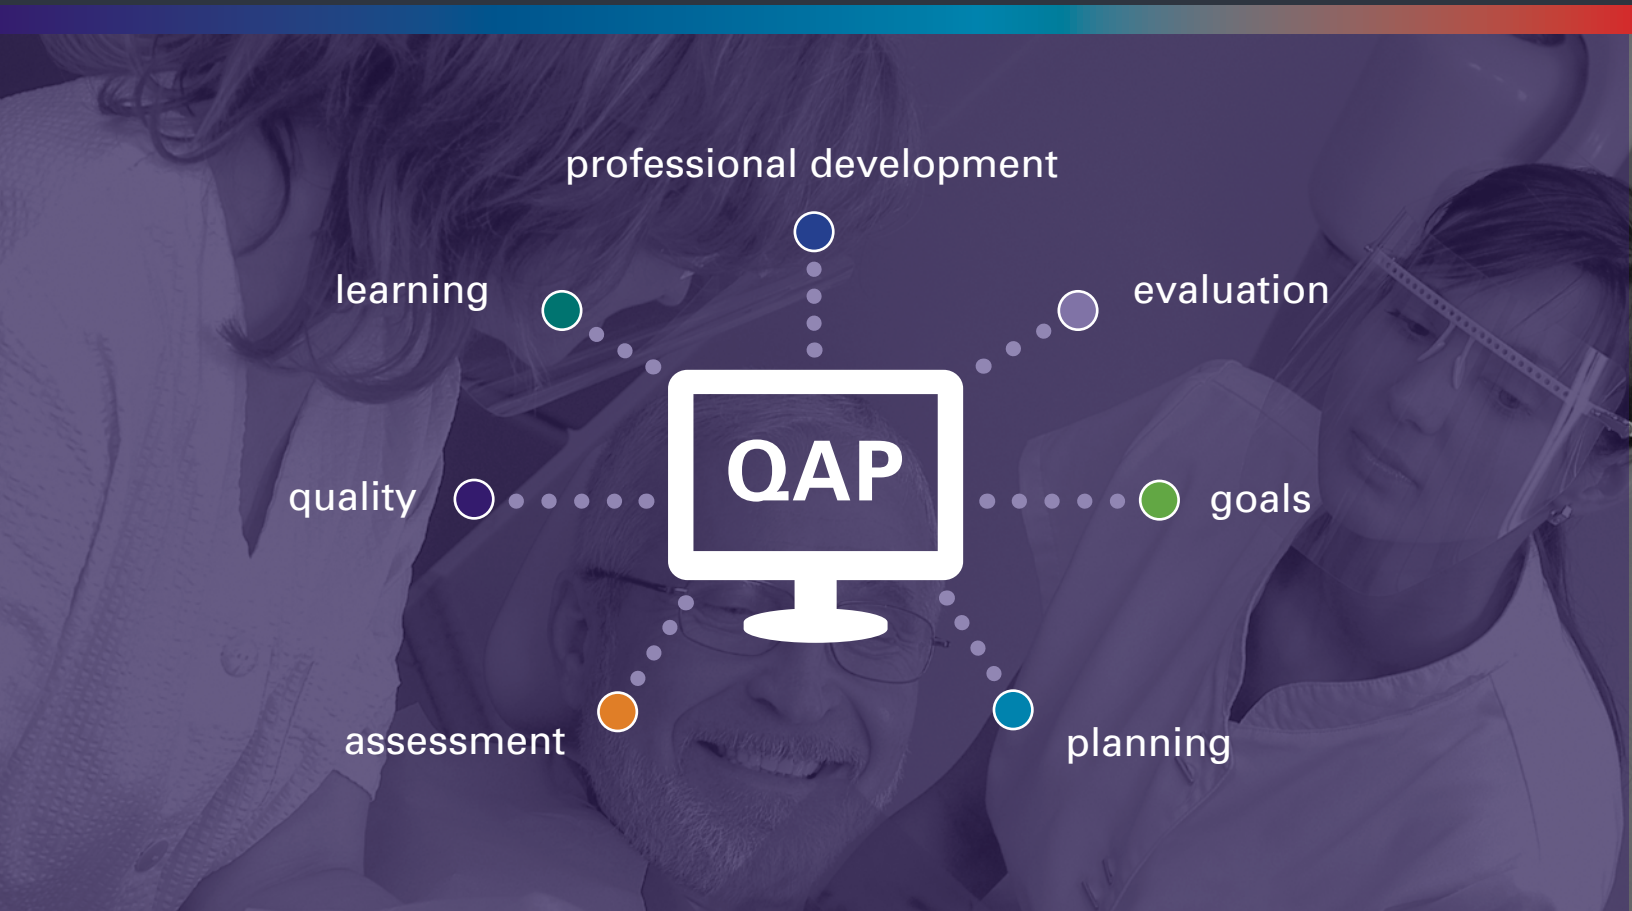 professional development
learning
evaluation
QAP
quality
goals
assessment
planning